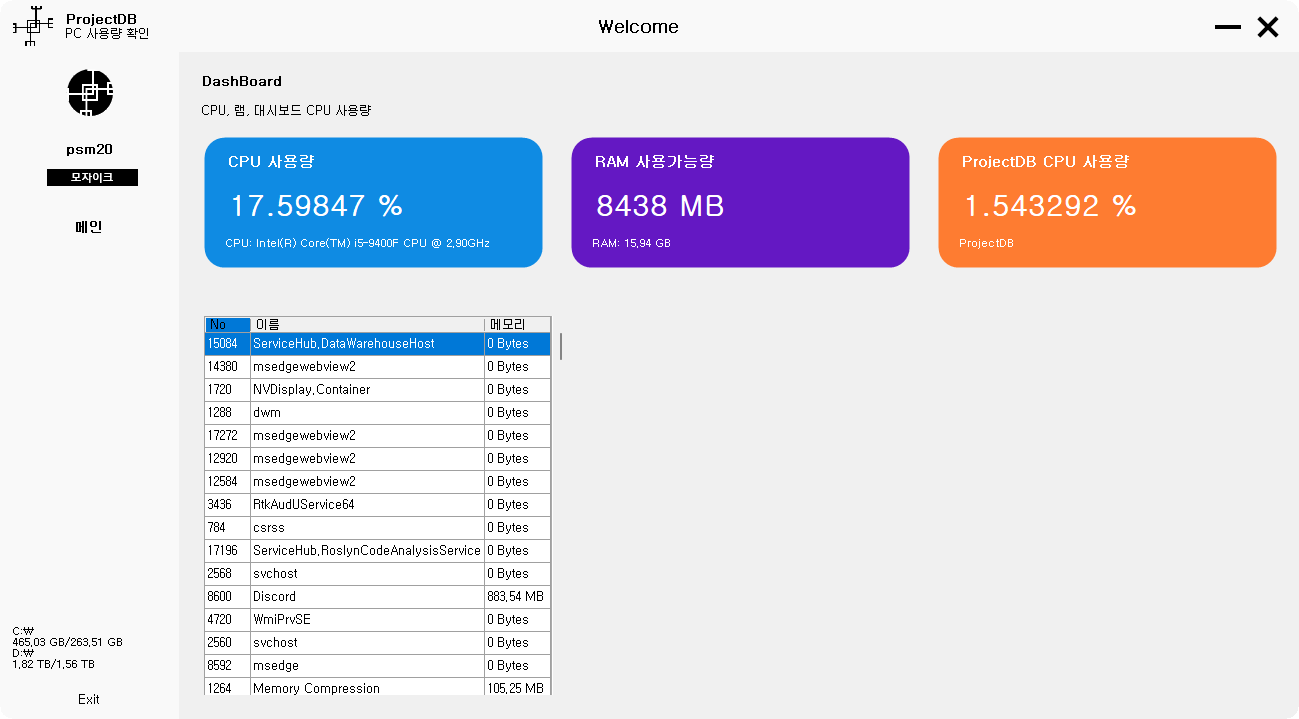 ProjectDB
PC 사용량 확인
Welcome
psm20
모자이크
메인
DashBoard
CPU, 램, 대시보드 CPU 사용량
CPU 사용량
17.59847 %
CPU: Intel(R) Core(TM) i5-9400F CPU @ 2.90GHz
RAM 사용가능량
8438 MB
RAM: 15.94 GB
ProjectDB CPU 사용량
1.543292 %
ProjectDB
No 이름 메모리
15084 ServiceHub.DataWarehouseHost 0 Bytes
14380 msedgewebview2 0 Bytes
1720 NVDisplay.Container 0 Bytes
1288 dwm 0 Bytes
17272 msedgewebview2 0 Bytes
12920 msedgewebview2 0 Bytes
12584 msedgewebview2 0 Bytes
3436 RtkAudUService64 0 Bytes
784 csrss 0 Bytes
17196 ServiceHub.RoslynCodeAnalysisService 0 Bytes
2568 svchost 0 Bytes
8600 Discord 883.54 MB
4720 WmiPrvSE 0 Bytes
2560 svchost 0 Bytes
8592 msedge 0 Bytes
1264 Memory Compression 105.25 MB
C:₩
465.03 GB/263.51 GB
D:₩
1.82 TB/1.56 TB
Exit